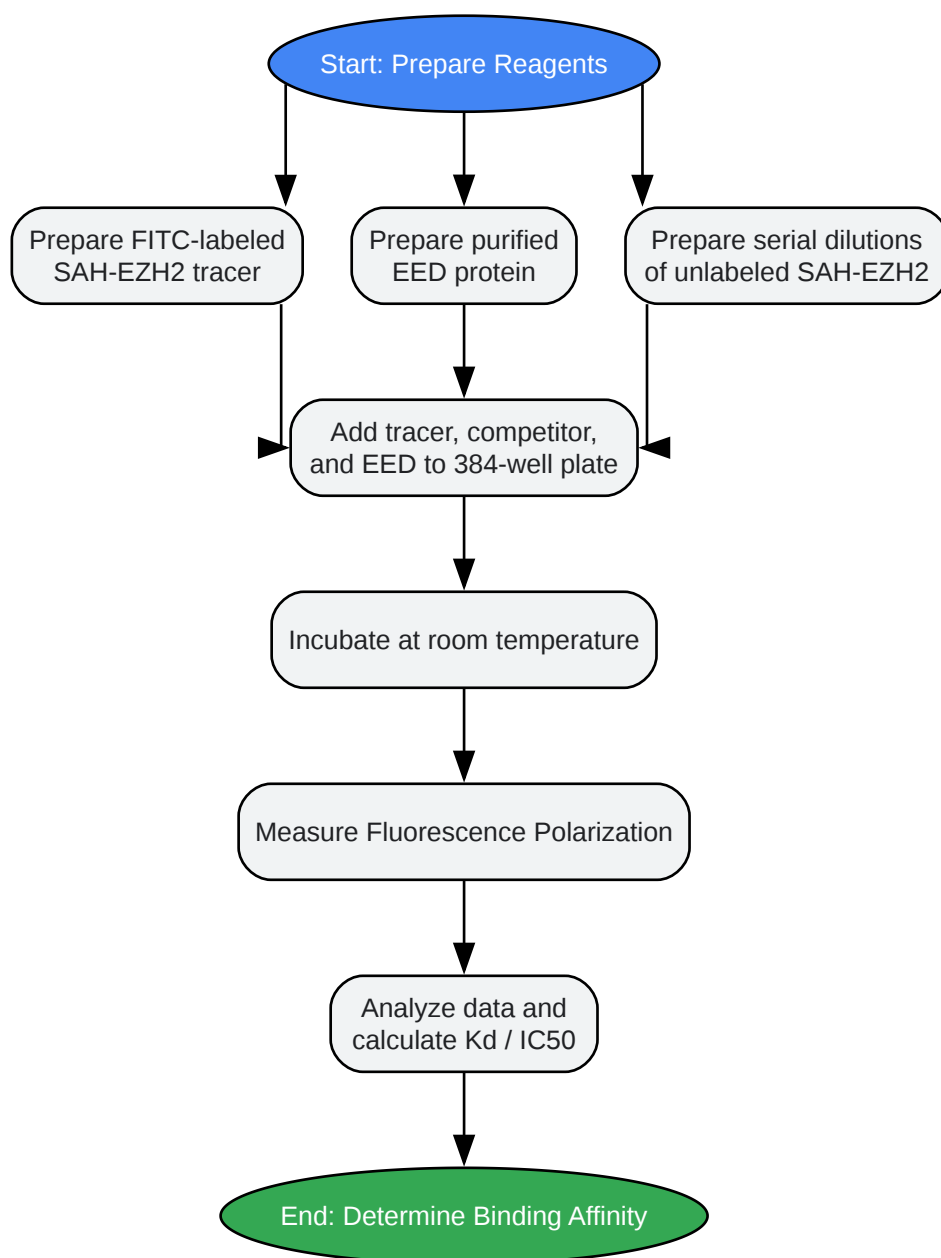 Start: Prepare Reagents
Prepare FITC-labeled
SAH-EZH2 tracer
Prepare purified
EED protein
Prepare serial dilutions
of unlabeled SAH-EZH2
Add tracer, competitor,
and EED to 384-well plate
Incubate at room temperature
Measure Fluorescence Polarization
Analyze data and
calculate Kd / IC50
End: Determine Binding Affinity